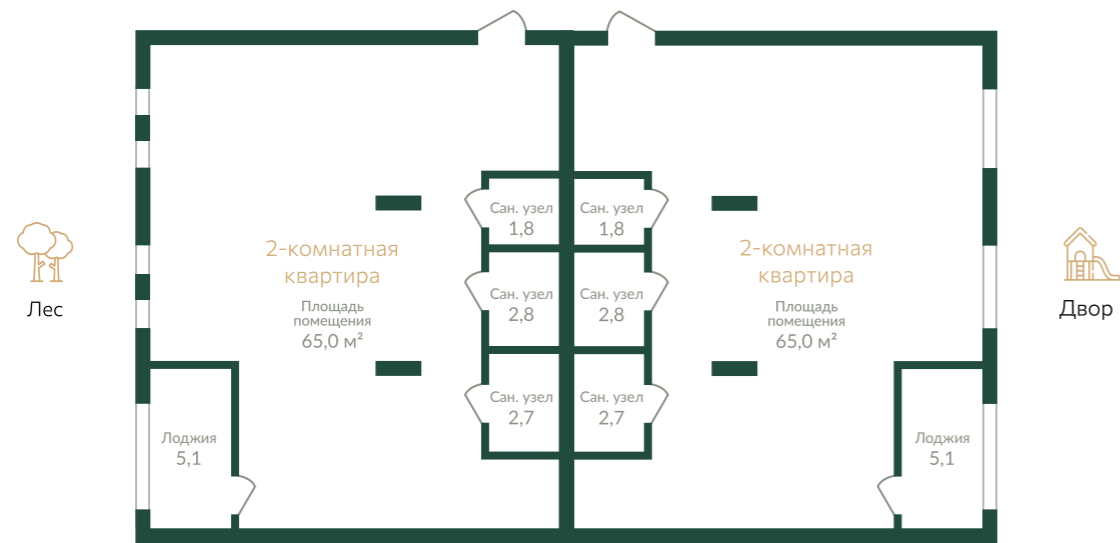 Сан. узел
1,8
Сан. узел
1,8
2-комнатная
квартира
Площадь
помещения
65,0 м²
2-комнатная
квартира
Площадь
помещения
65,0 м²
Лес
Сан. узел
2,8
Сан. узел
2,8
Двор
Сан. узел
2,7
Сан. узел
2,7
Лоджия
5,1
Лоджия
5,1